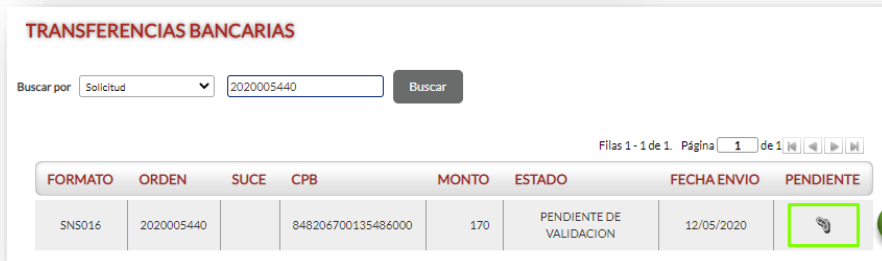 TRANSFERENCIAS BANCARIAS
Buscar por Solicitud 2020005440 Buscar
Filas 1 - 1 de 1. Página 1 de 1
FORMATO ORDEN SUCE CPB MONTO ESTADO FECHA ENVIO PENDIENTE
SNS016 2020005440 848206700135486000 170 PENDIENTE DE 12/05/2020
VALIDACION